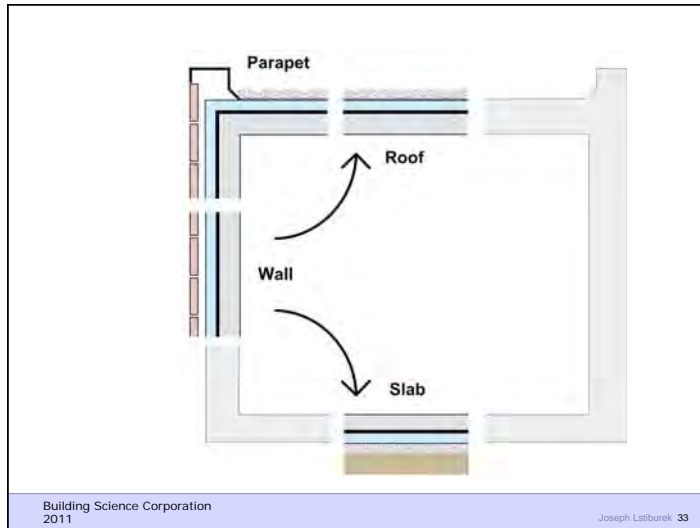 Parapet
Roof
Wall
Slab
Building Science Corporation
2011
Joseph Lstiburek 33